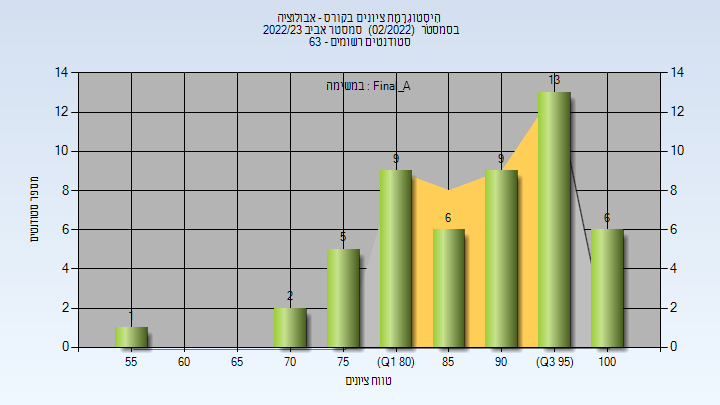 היסטוגרמת ציונים בקורס - אבולוציה
בסמסטר (02/2022) סמסטר אביב 2022/23
סטודנטים רשומים - 63
במשימה : Final_A
14 14
12 12
10 10
8 8
6 6
4 4
2 2
0 0
1 2 5 9 6 9 13 6
55 60 65 70 75 (Q1 80) 85 90 (Q3 95) 100
מספר סטודנטים
טווח ציונים